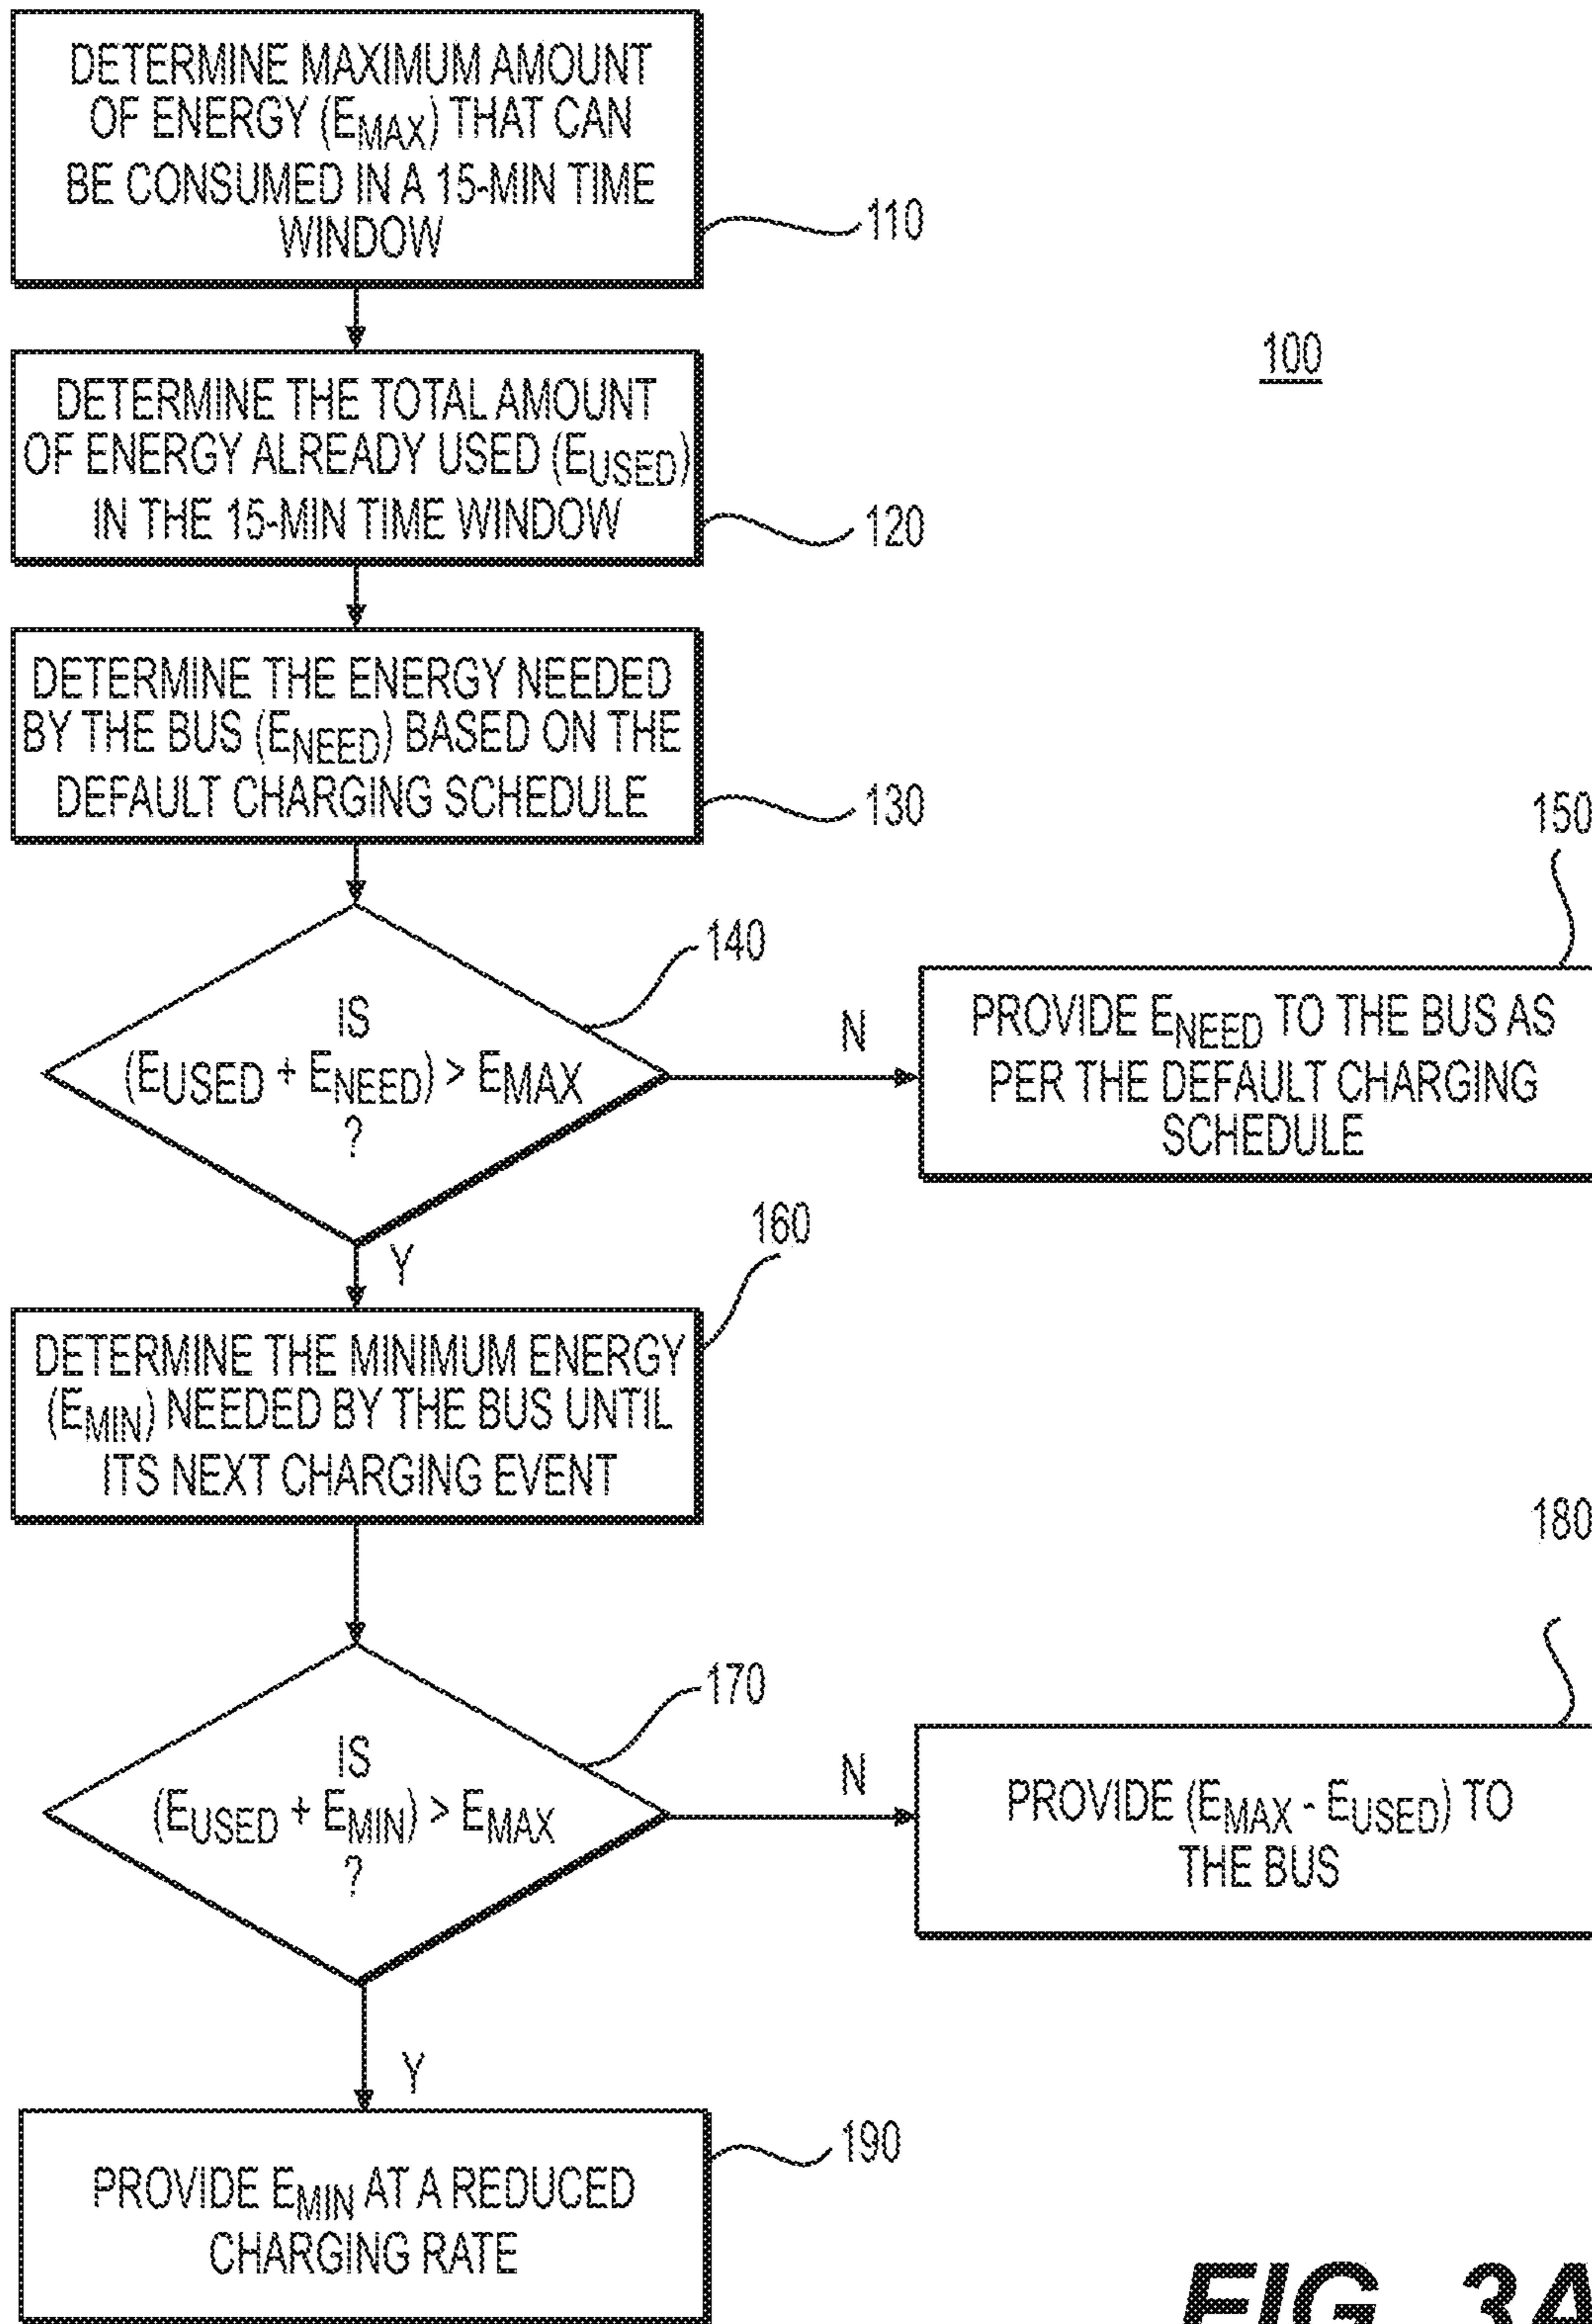 DETERMINE MAXIMUM AMOUNT
OF ENERGY (EMAX) THAT CAN
BE CONSUMED IN A 15-MIN TIME
WINDOW
110
100
DETERMINE THE TOTAL AMOUNT
OF ENERGY ALREADY USED (EUSED)
IN THE 15-MIN TIME WINDOW
120
DETERMINE THE ENERGY NEEDED
BY THE BUS (ENEED) BASED ON THE
DEFAULT CHARGING SCHEDULE
130
140
IS
(EUSED + ENEED) > EMAX
?
N
Y
150
PROVIDE ENEED TO THE BUS AS
PER THE DEFAULT CHARGING
SCHEDULE
160
DETERMINE THE MINIMUM ENERGY
(EMIN) NEEDED BY THE BUS UNTIL
ITS NEXT CHARGING EVENT
170
IS
(EUSED + EMIN) > EMAX
?
N
Y
180
PROVIDE (EMAX - EUSED) TO
THE BUS
190
PROVIDE EMIN AT A REDUCED
CHARGING RATE
FIG. 3A